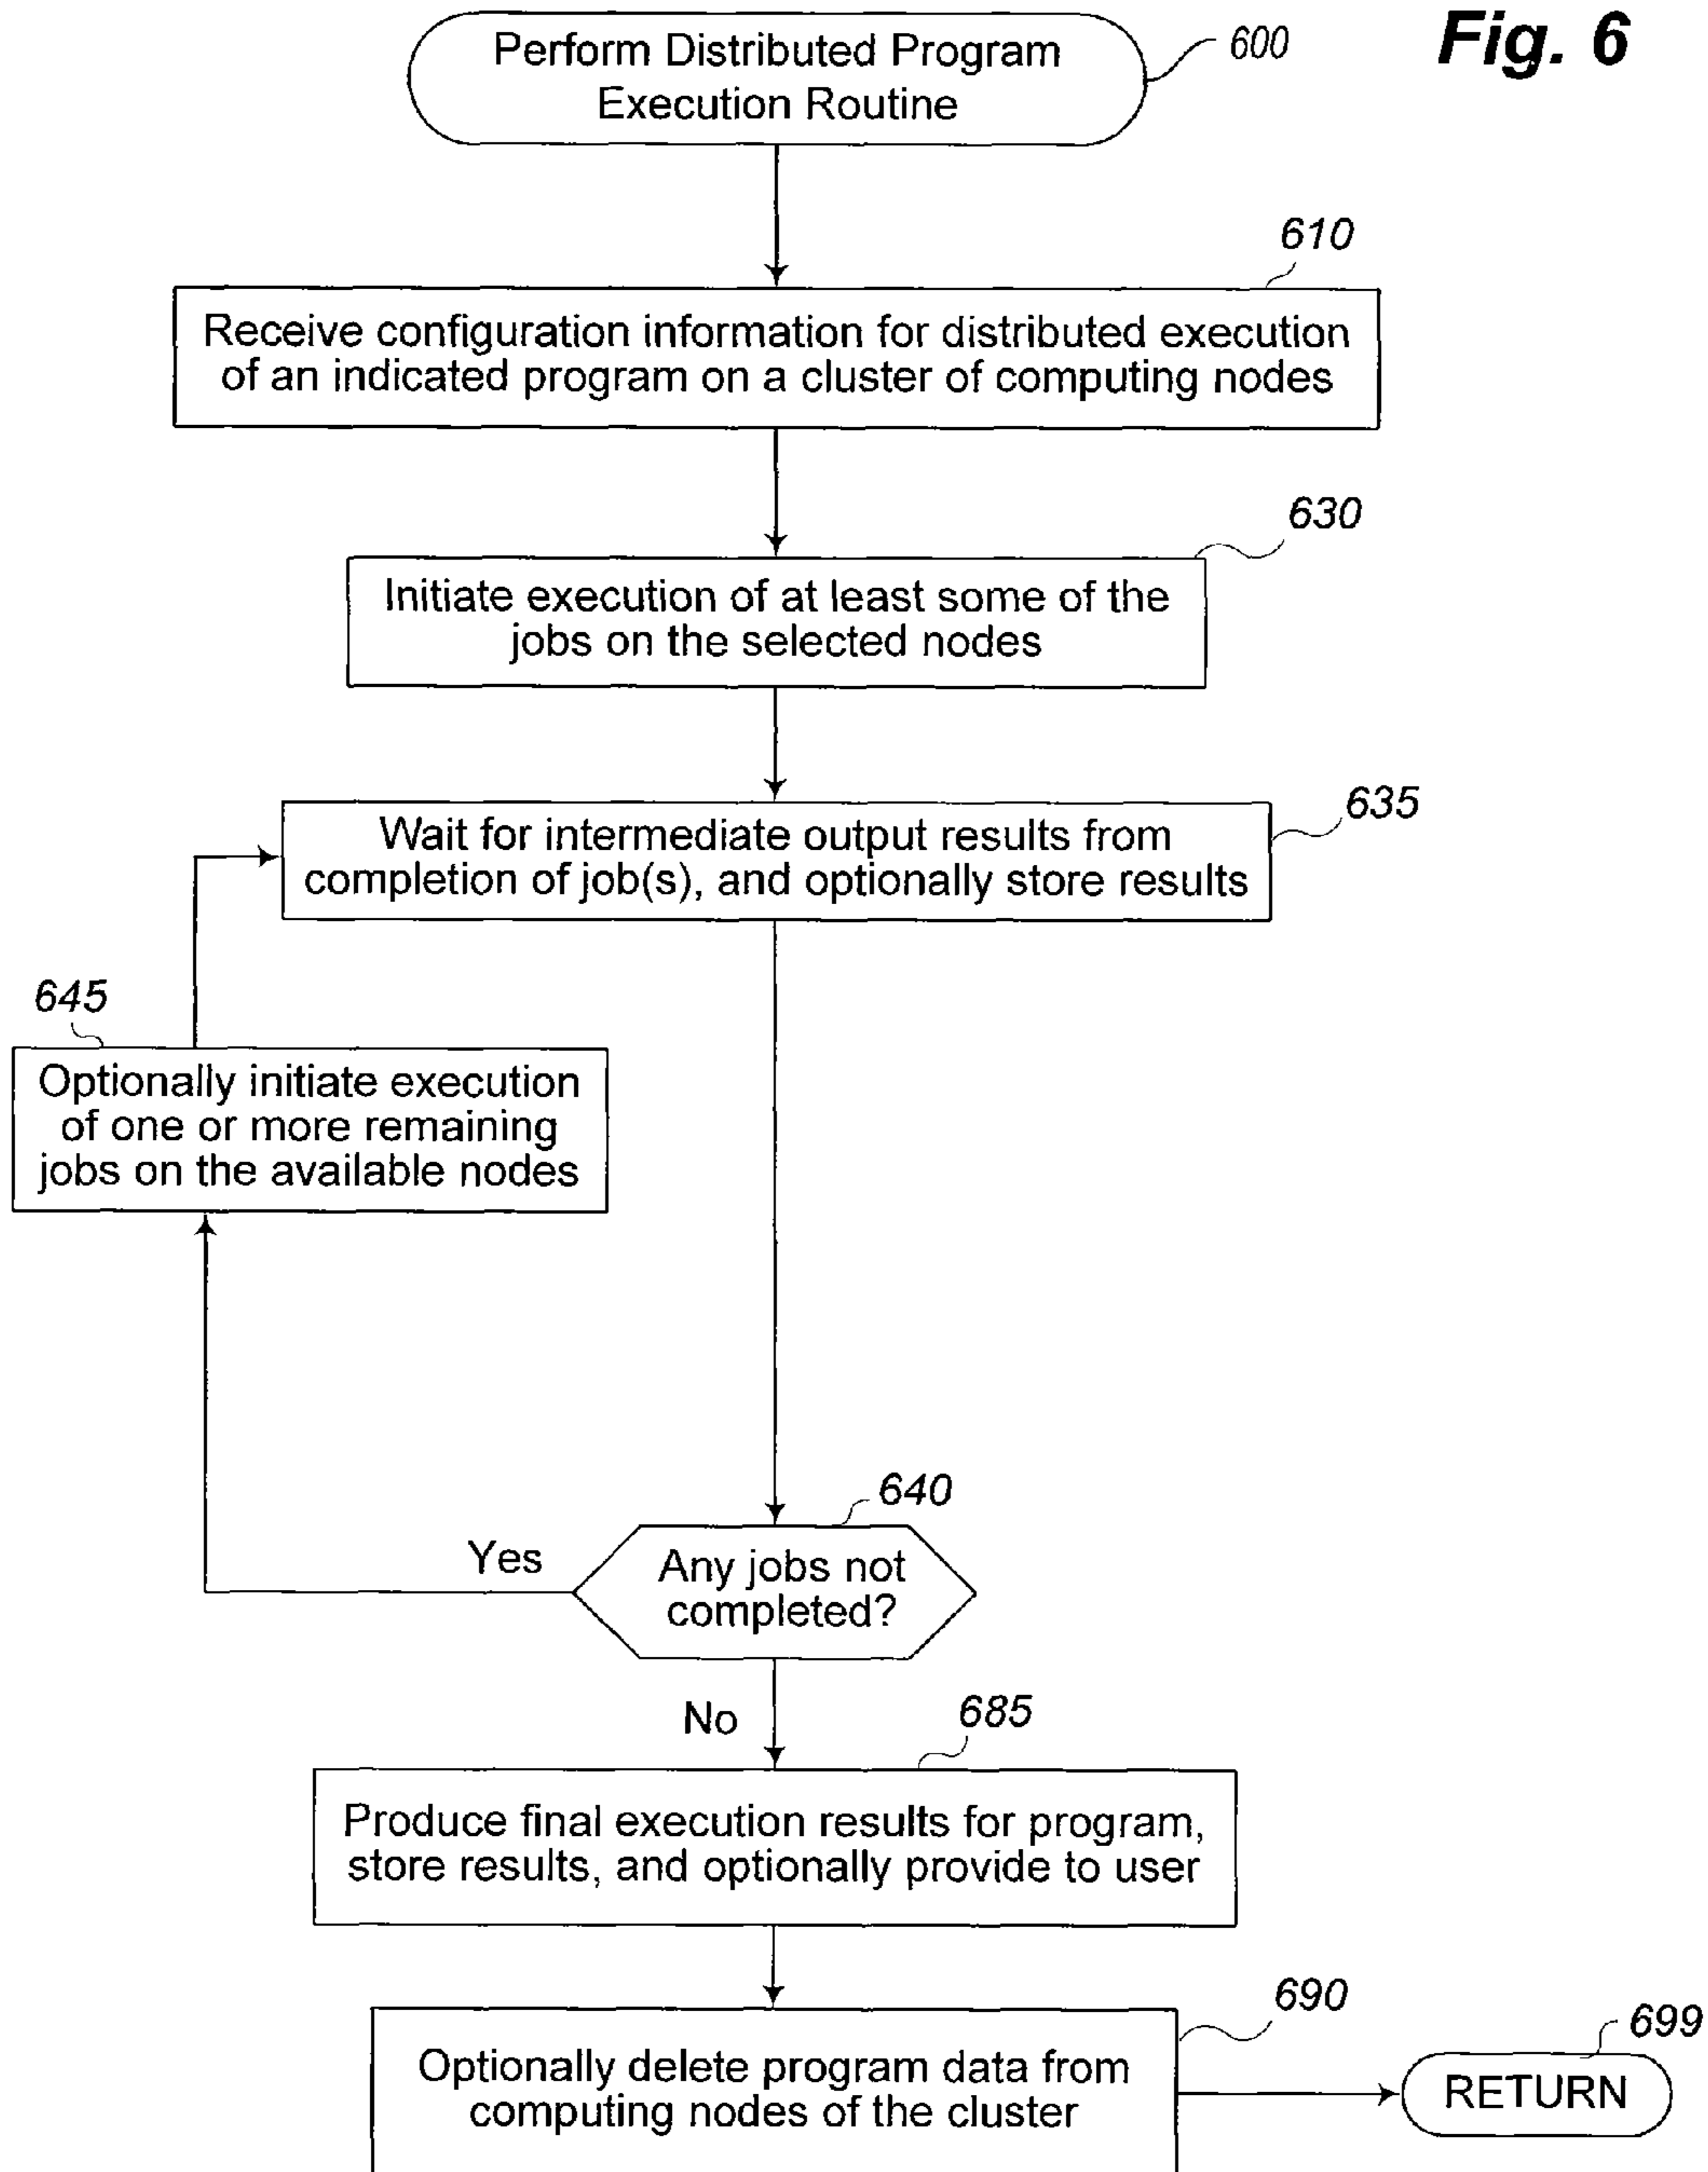 Fig. 6
Perform Distributed Program
Execution Routine
600
610
Receive configuration information for distributed execution
of an indicated program on a cluster of computing nodes
630
Initiate execution of at least some of the
jobs on the selected nodes
635
Wait for intermediate output results from
completion of job(s), and optionally store results
645
Optionally initiate execution
of one or more remaining
jobs on the available nodes
640
Yes
Any jobs not
completed?
No
685
Produce final execution results for program,
store results, and optionally provide to user
690
Optionally delete program data from
computing nodes of the cluster
699
RETURN